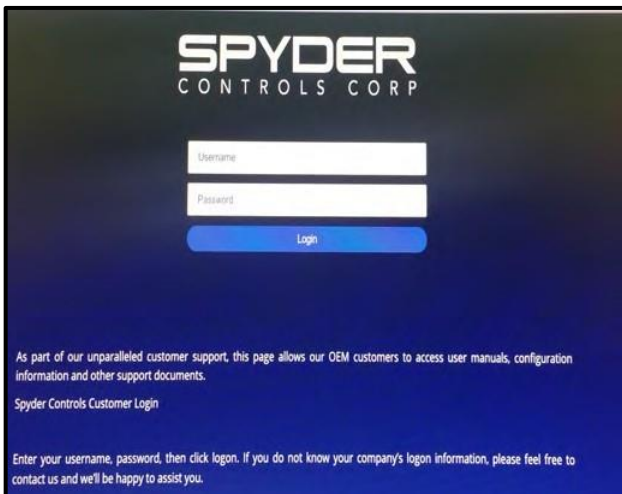 SPYDER
CONTROLS CORP
Username
Password
Login
As part of our unparalleled customer support, this page allows our OEM customers to access user manuals, configuration
information and other support documents.
Spyder Controls Customer Login
Enter your username, password, then click logon. If you do not know your company's logon information, please feel free to
contact us and we'll be happy to assist you.